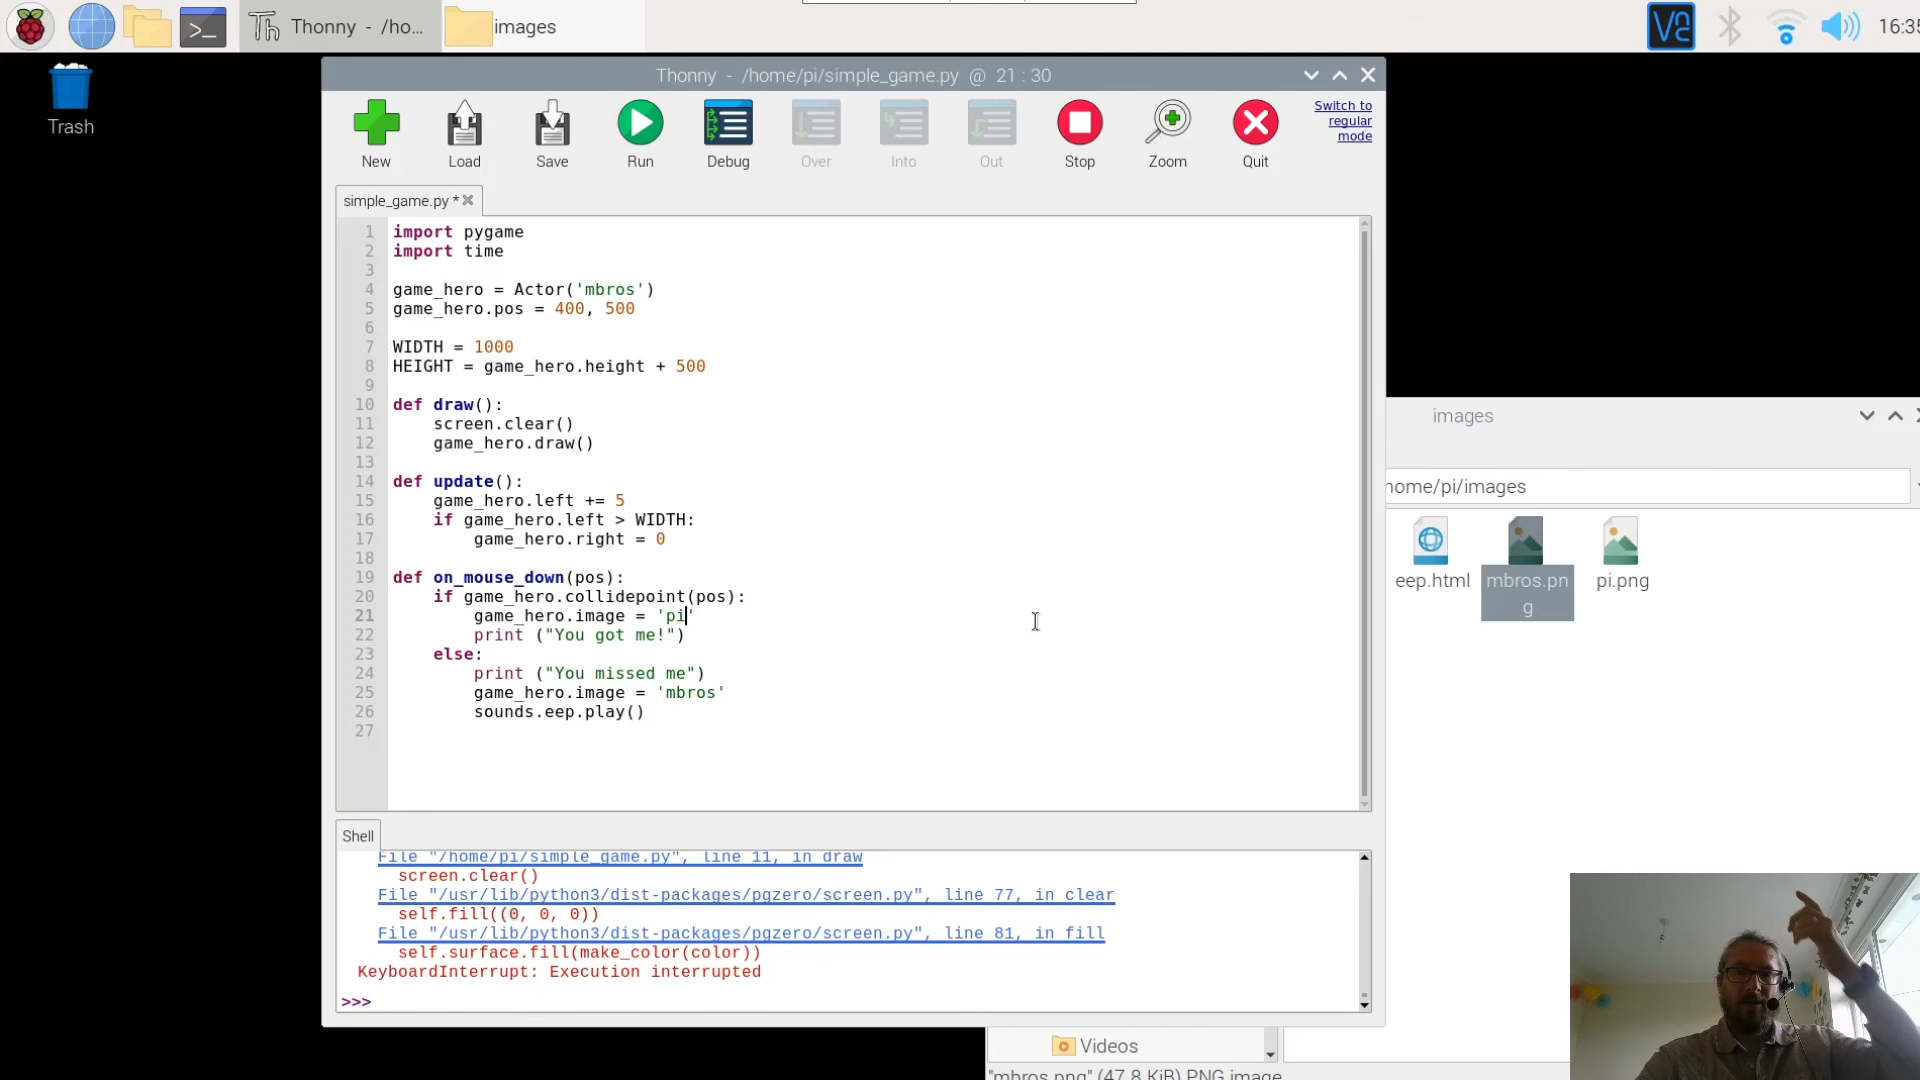 Thonny - /ho...
images
16:35
Trash
Thonny - /home/pi/simple_game.py @ 21 : 30
New
Load
Save
Run
Debug
Over
Into
Out
Stop
Zoom
Quit
Switch to
regular
mode
simple_game.py *
1 import pygame
2 import time
3
4 game_hero = Actor('mbros')
5 game_hero.pos = 400, 500
6
7 WIDTH = 1000
8 HEIGHT = game_hero.height + 500
9
10 def draw():
11 screen.clear()
12 game_hero.draw()
13
14 def update():
15 game_hero.left += 5
16 if game_hero.left > WIDTH:
17 game_hero.right = 0
18
19 def on_mouse_down(pos):
20 if game_hero.collidepoint(pos):
21 game_hero.image = 'pi'
22 print ("You got me!")
23 else:
24 print ("You missed me")
25 game_hero.image = 'mbros'
26 sounds.eep.play()
27
Shell
File "/home/pi/simple_game.py", line 11, in draw
screen.clear()
File "/usr/lib/python3/dist-packages/pgzero/screen.py", line 77, in clear
self.fill((0, 0, 0))
File "/usr/lib/python3/dist-packages/pgzero/screen.py", line 81, in fill
self.surface.fill(make_color(color))
KeyboardInterrupt: Execution interrupted
>>>
images
home/pi/images
eep.html
mbros.pn
g
pi.png
Videos
"mbros.png" (47.8 KiB) PNG image